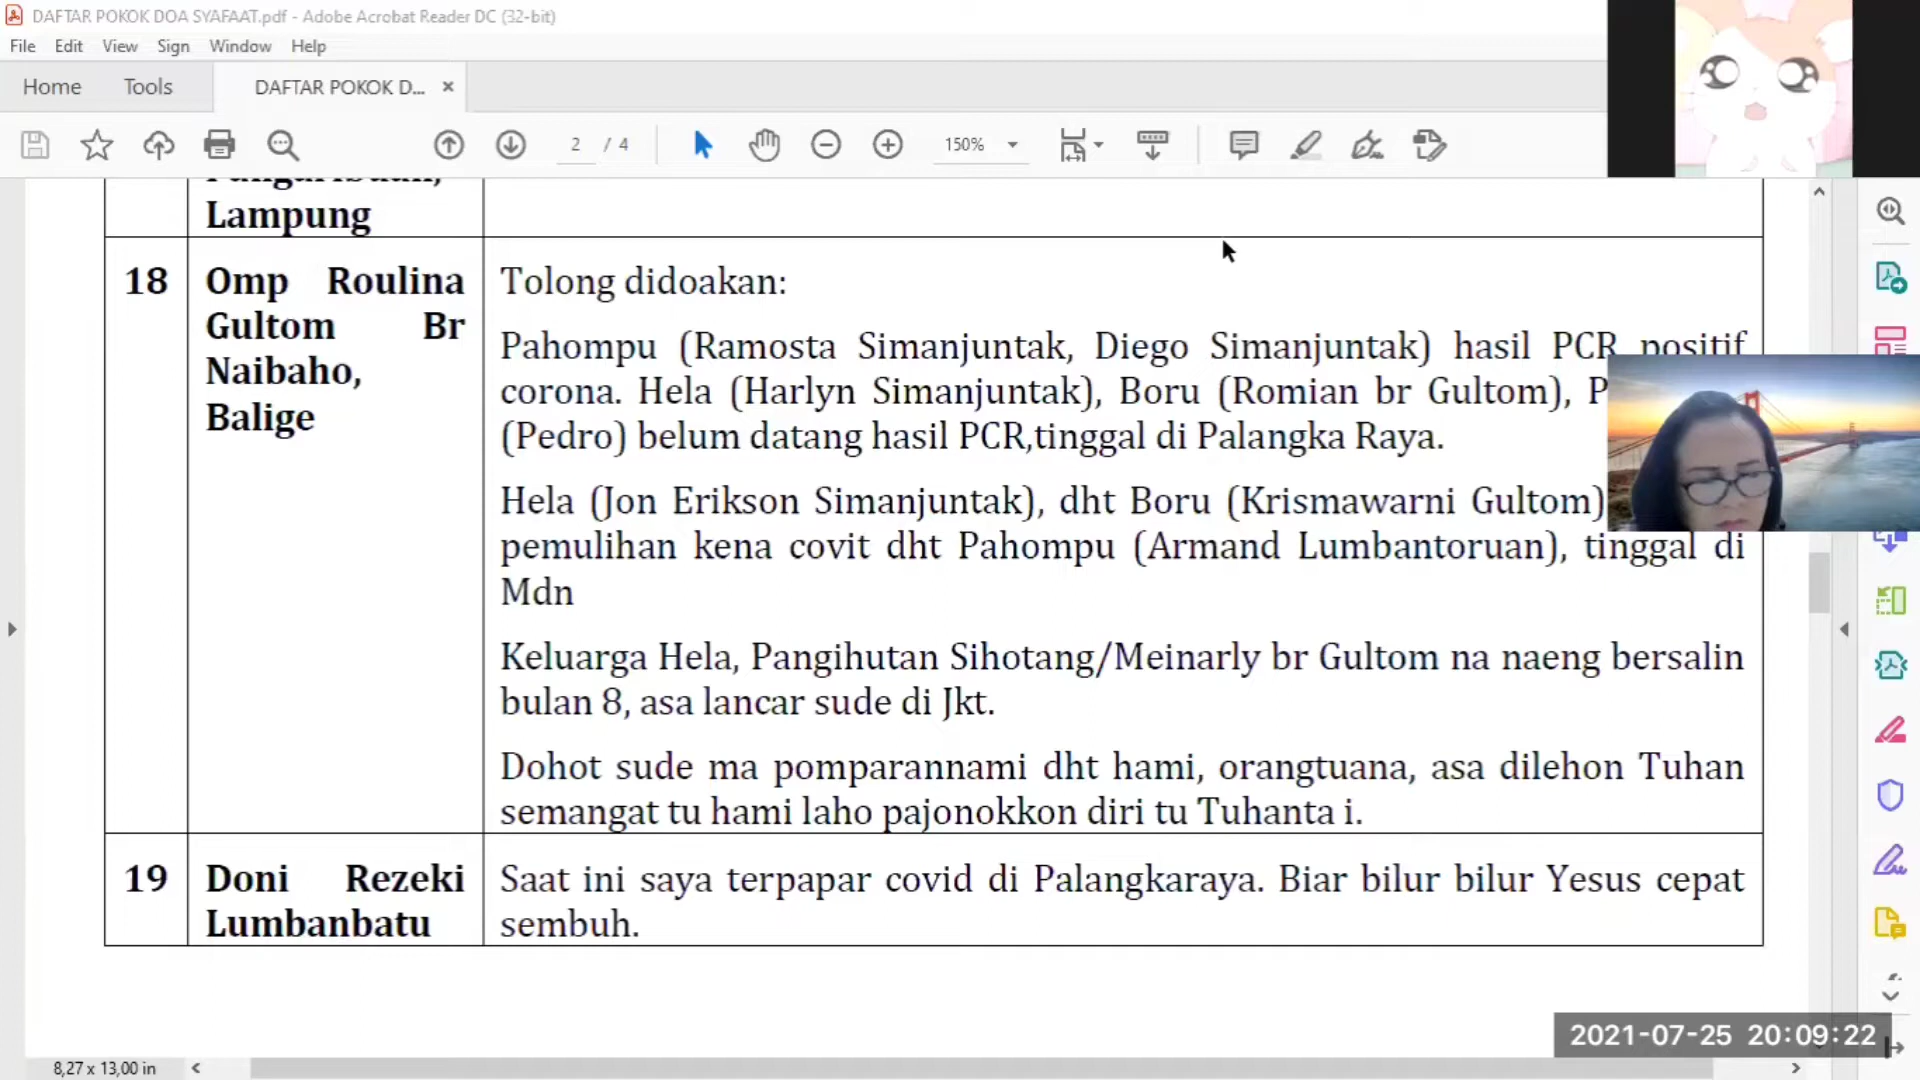 DAFTAR POKOK DOA SYAFAAT.pdf - Adobe Acrobat Reader DC (32-bit)
File Edit View Sign Window Help
Home Tools DAFTAR POKOK D... ×
2 / 4 150%
Lampung
18 Omp Roulina Gultom Br Naibaho, Balige
Tolong didoakan:
Pahompu (Ramosta Simanjuntak, Diego Simanjuntak) hasil PCR positif
corona. Hela (Harlyn Simanjuntak), Boru (Romian br Gultom), P
(Pedro) belum datang hasil PCR,tinggal di Palangka Raya.
Hela (Jon Erikson Simanjuntak), dht Boru (Krismawarni Gultom)
pemulihan kena covit dht Pahompu (Armand Lumbantoruan), tinggal di
Mdn
Keluarga Hela, Pangihutan Sihotang/Meinarly br Gultom na naeng bersalin
bulan 8, asa lancar sude di Jkt.
Dohot sude ma pomparannami dht hami, orangtuana, asa dilehon Tuhan
semangat tu hami laho pajonokkon diri tu Tuhanta i.
19 Doni Rezeki Lumbanbatu
Saat ini saya terpapar covid di Palangkaraya. Biar bilur bilur Yesus cepat
sembuh.
2021-07-25 20:09:22
8,27 x 13,00 in